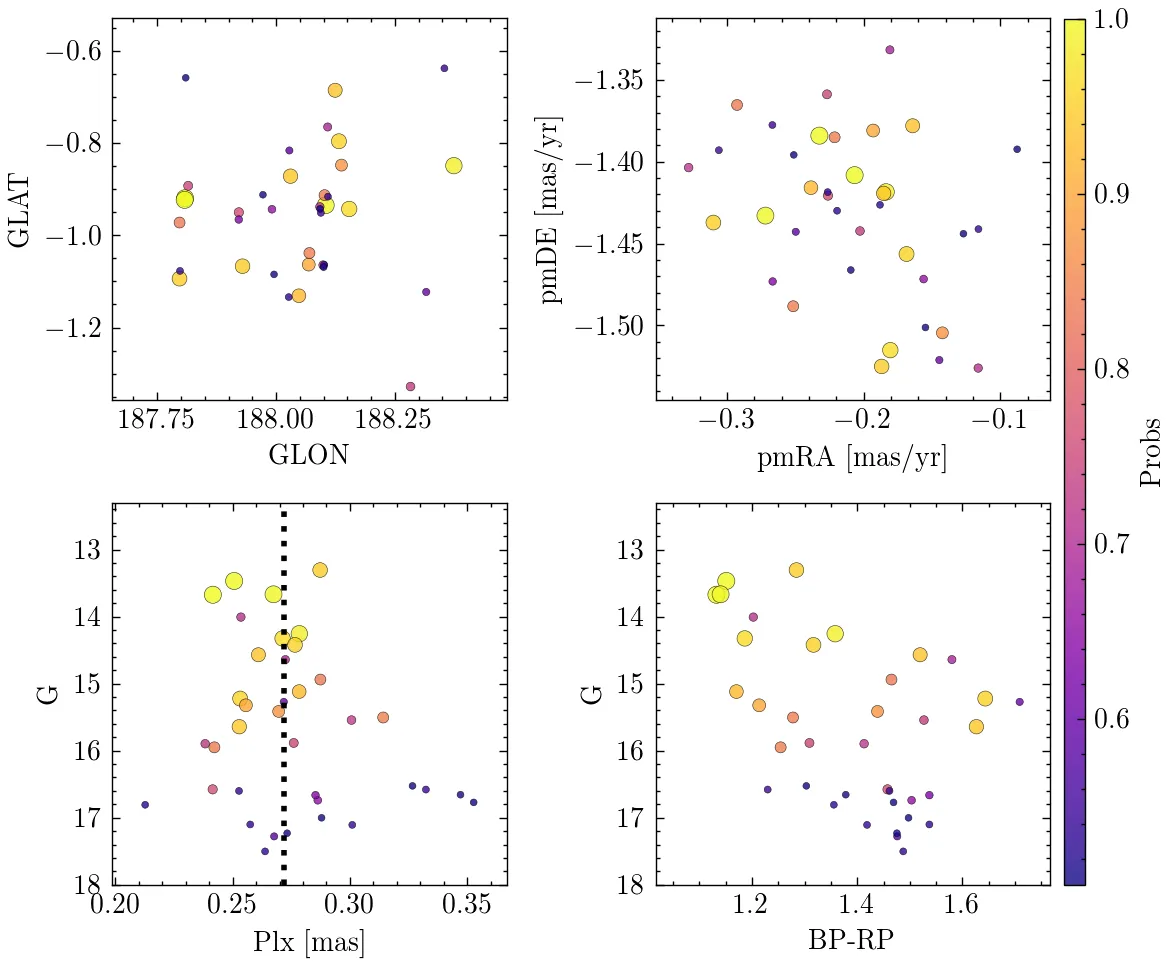 −0.6
−0.8
−1.0
−1.2
GLAT
187.75 188.00 188.25
GLON
−1.35
−1.40
−1.45
−1.50
pmDE [mas/yr]
−0.3 −0.2 −0.1
pmRA [mas/yr]
13
14
15
16
17
18
G
0.20 0.25 0.30 0.35
Plx [mas]
13
14
15
16
17
18
G
1.2 1.4 1.6
BP-RP
1.0
0.9
0.8
0.7
0.6
Probs